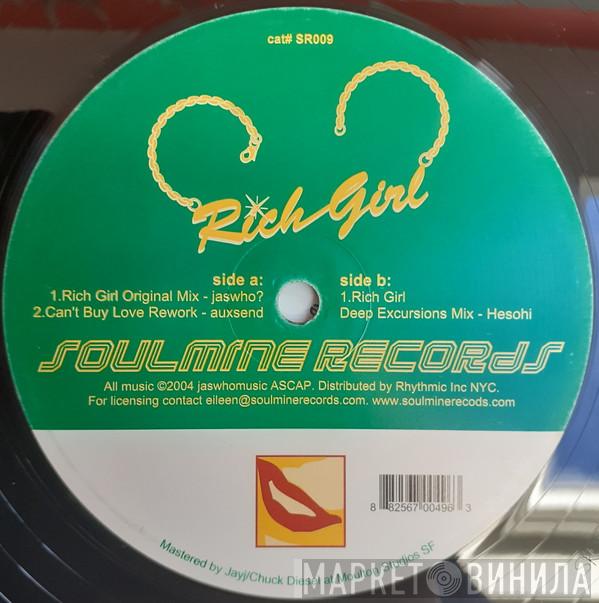 cat# SR009
Rich Girl
side a:
1.Rich Girl Original Mix - jaswho?
2.Can't Buy Love Rework - auxsend
side b:
1.Rich Girl
Deep Excursions Mix - Hesohi
SOULMINE RECORdS
All music ©2004 jaswhomusic ASCAP. Distributed by Rhythmic Inc NYC.
For licensing contact eileen@soulminerecords.com. www.soulminerecods.com
8 82567 00496 3
Mastered by Jayj/Chuck Diesel at Moulton Studios SF
МАРКЕТ ВИНИЛА